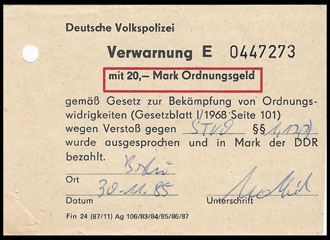 Deutsche Volkspolizei
Verwarnung E 0447273
mit 20,— Mark Ordnungsgeld
gemäß Gesetz zur Bekämpfung von Ordnungs-
widrigkeiten (Gesetzblatt I/1968 Seite 101)
wegen Verstoß gegen StVO §§
wurde ausgesprochen und in Mark der DDR
bezahlt.
Ort
30.11.85
Datum Unterschrift
Fin 24 (87/11) Ag 106/83/84/85/86/87